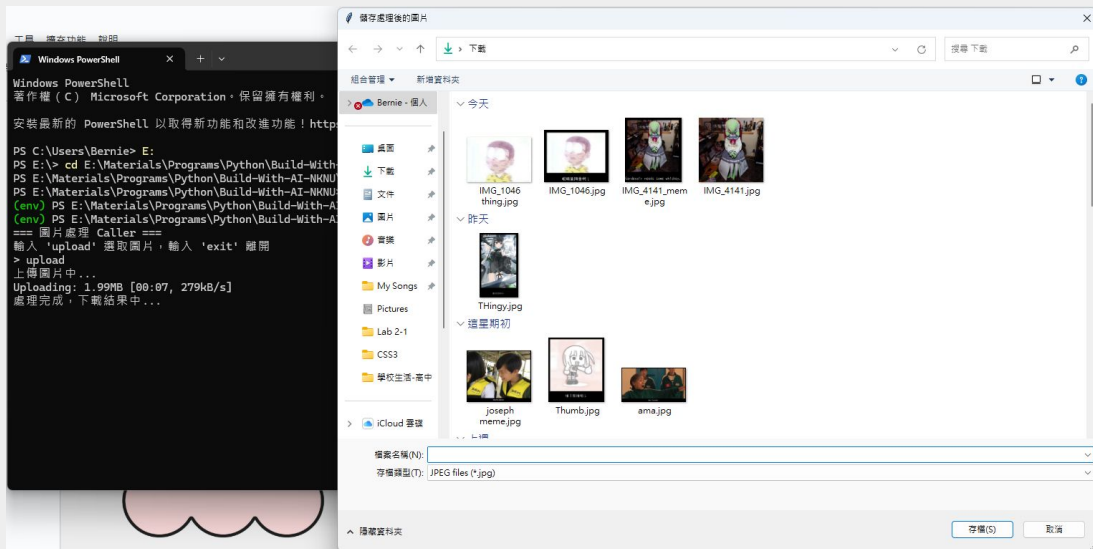 工具 擴充功能 說明
Windows PowerShell
Windows PowerShell
著作權 (C) Microsoft Corporation。保留擁有權利。
安裝最新的 PowerShell 以取得新功能和改進功能！https
PS C:\Users\Bernie> E:
PS E:\> cd E:\Materials\Programs\Python\Build-With-
PS E:\Materials\Programs\Python\Build-With-AI-NKNU
PS E:\Materials\Programs\Python\Build-With-AI-NKNU>
(env) PS E:\Materials\Programs\Python\Build-With-A
(env) PS E:\Materials\Programs\Python\Build-With-A
=== 圖片處理 Caller ===
輸入 'upload' 選取圖片，輸入 'exit' 離開
> upload
上傳圖片中...
Uploading: 1.99MB [00:07, 279kB/s]
處理完成，下載結果中...
儲存處理後的圖片
下載
搜尋 下載
組合管理
新增資料夾
Bernie - 個人
桌面
下載
文件
圖片
音樂
影片
My Songs
Pictures
Lab 2-1
CSS3
學校生活-高中
iCloud 雲碟
今天
IMG_1046 thing.jpg
IMG_1046.jpg
IMG_4141_meme.jpg
IMG_4141.jpg
昨天
THingy.jpg
這星期初
joseph meme.jpg
Thumb.jpg
ama.jpg
上週
檔案名稱(N):
存檔類型(T): JPEG files (*.jpg)
隱藏資料夾
存檔(S)
取消